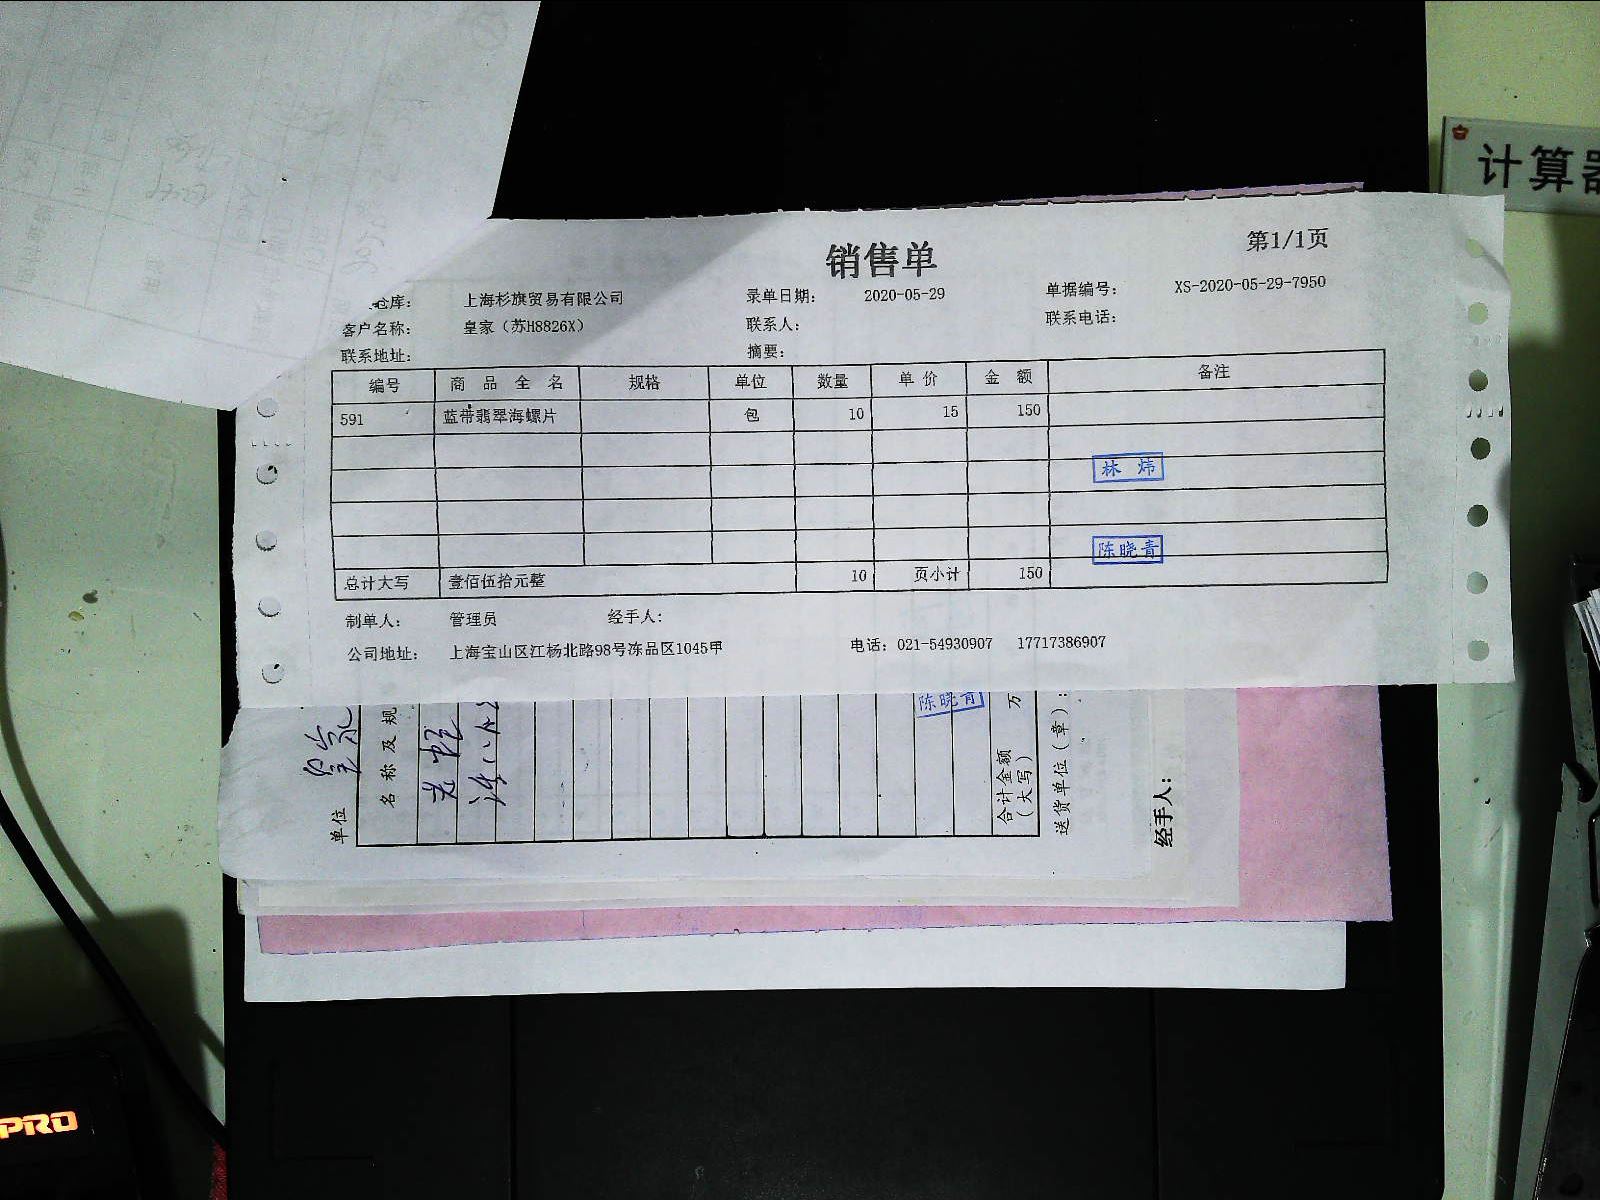 计算器
销售单
第1/1页
仓库： 上海杉旗贸易有限公司 录单日期： 2020-05-29 单据编号： XS-2020-05-29-7950
客户名称： 皇家（苏H8826X） 联系人： 联系电话：
联系地址： 摘要：
编号 商品全名 规格 单位 数量 单价 金额 备注
591 蓝带翡翠海螺片 包 10 15 150
林炜
陈晓青
总计大写 壹佰伍拾元整 10 页小计 150
制单人： 管理员 经手人：
公司地址： 上海宝山区江杨北路98号冻品区1045甲 电话：021-54930907 17717386907
单位 皇家
名称及规
陈晓青
合计金额
（大写）
万
送货单位（章）：
经手人：
PRO